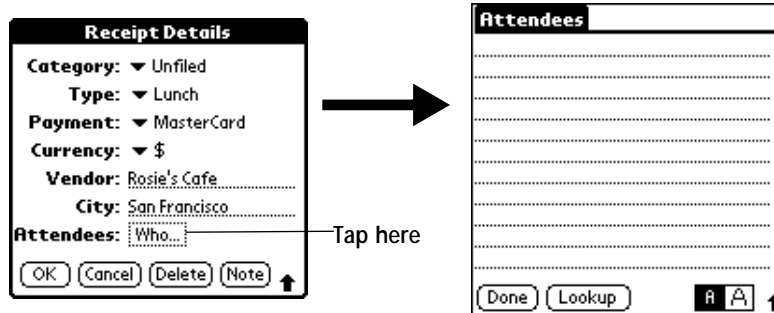 Receipt Details
Category: Unfiled
Type: Lunch
Payment: MasterCard
Currency: $
Vendor: Rosie's Cafe
City: San Francisco
Attendees: Who...
OK Cancel Delete Note
Tap here
Attendees
Done Lookup A A